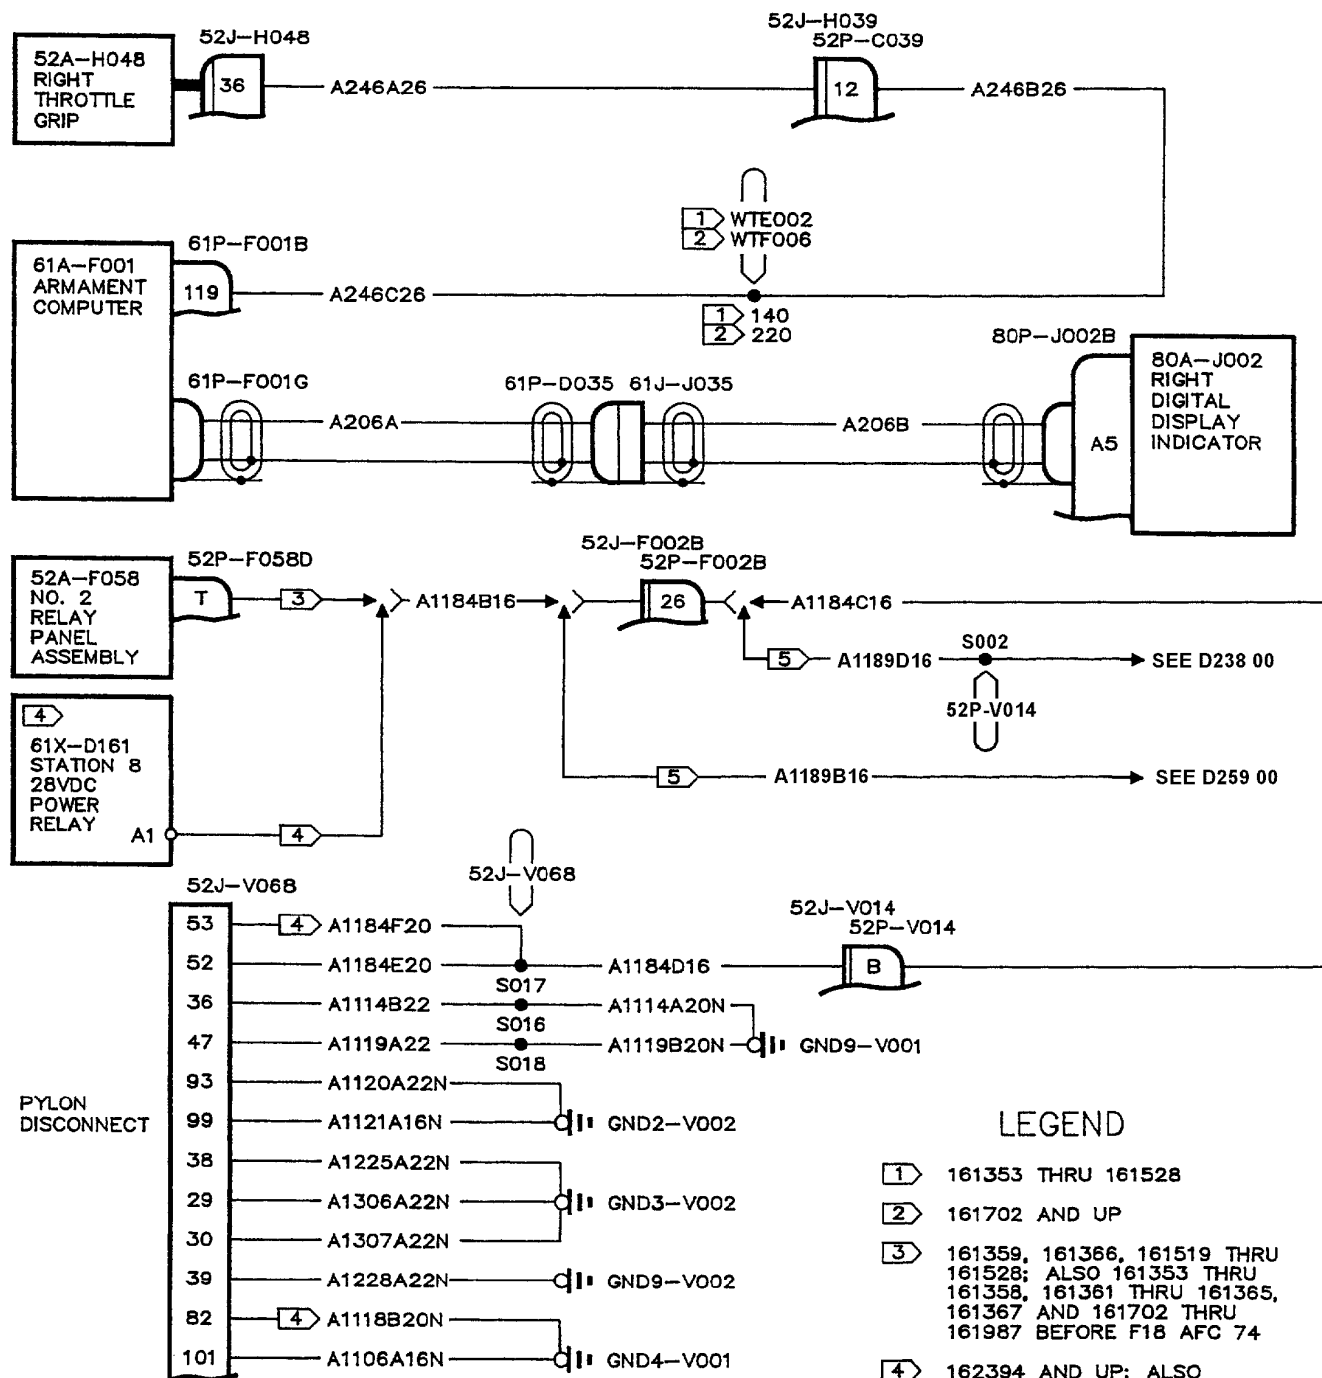 52J-H039
52J-H048
52P-C039
52A-H048
RIGHT
THROTTLE
GRIP
36
A246A26
12
A246B26
1 WTE002
2 WTF006
61P-F001B
61A-F001
ARMAMENT
COMPUTER
119
A246C26
1 140
2 220
80P-J002B
80A-J002
RIGHT
DIGITAL
DISPLAY
INDICATOR
61P-F001G
61P-D035 61J-J035
A206A
A206B
A5
52J-F002B
52P-F058D
52P-F002B
52A-F058
NO. 2
RELAY
PANEL
ASSEMBLY
T
3
A1184B16
26
A1184C16
S002
5 A1189D16
SEE D238 00
52P-V014
4
61X-D161
STATION 8
28VDC
POWER
RELAY
A1
5 A1189B16
SEE D259 00
4
52J-V068
52J-V068
52J-V014
52P-V014
53 4 A1184F20
52 A1184E20
A1184D16
B
S017
36 A1114B22
A1114A20N
S016
47 A1119A22
A1119B20N
GND9-V001
S018
93 A1120A22N
PYLON
DISCONNECT
99 A1121A16N
GND2-V002
38 A1225A22N
29 A1306A22N
GND3-V002
30 A1307A22N
39 A1228A22N
GND9-V002
82 4 A1118B20N
101 A1106A16N
GND4-V001
LEGEND
1 161353 THRU 161528
2 161702 AND UP
3 161359, 161366, 161519 THRU
161528; ALSO 161353 THRU
161358, 161361 THRU 161365,
161367 AND 161702 THRU
161987 BEFORE F18 AFC 74
4 162394 AND UP; ALSO